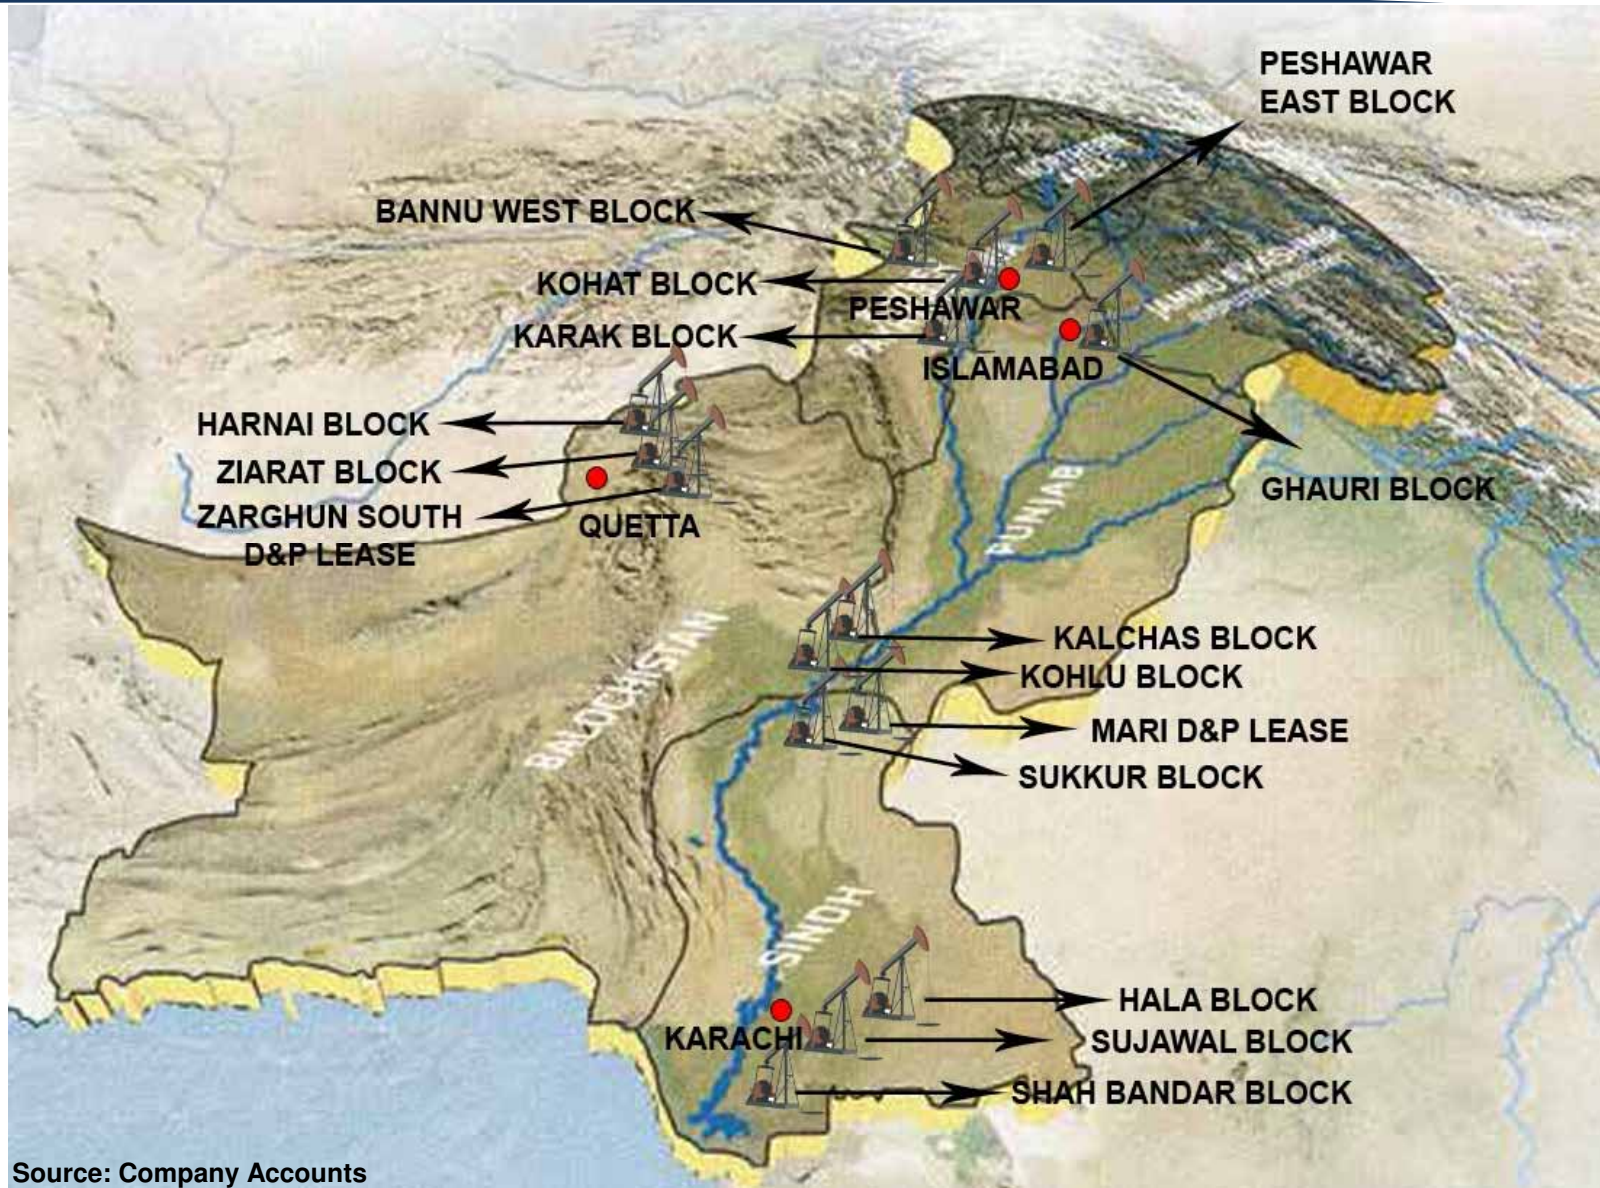 PESHAWAR
EAST BLOCK
BANNU WEST BLOCK
KOHAT BLOCK
PESHAWAR
KARAK BLOCK
ISLAMABAD
HARNAI BLOCK
ZIARAT BLOCK
ZARGHUN SOUTH
D&P LEASE
QUETTA
GHAURI BLOCK
PUNJAB
BALOCHISTAN
KALCHAS BLOCK
KOHLU BLOCK
MARI D&P LEASE
SUKKUR BLOCK
SINDH
HALA BLOCK
KARACHI
SUJAWAL BLOCK
SHAH BANDAR BLOCK
Source: Company Accounts